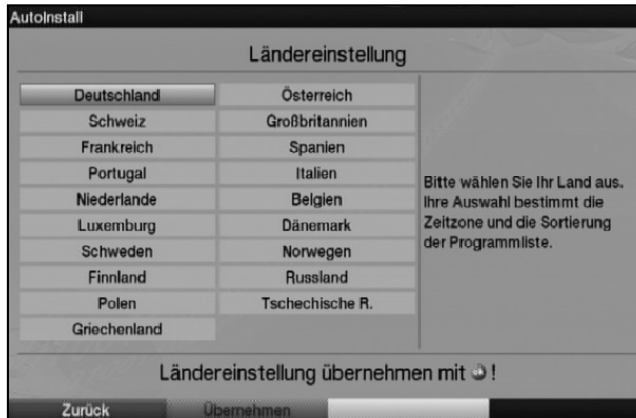 AutoInstall
Ländereinstellung
Deutschland Österreich
Schweiz Großbritannien
Frankreich Spanien
Portugal Italien
Niederlande Belgien
Luxemburg Dänemark
Schweden Norwegen
Finnland Russland
Polen Tschechische R.
Griechenland
Bitte wählen Sie Ihr Land aus.
Ihre Auswahl bestimmt die
Zeitzone und die Sortierung
der Programmliste.
Ländereinstellung übernehmen mit !
Zurück Übernehmen